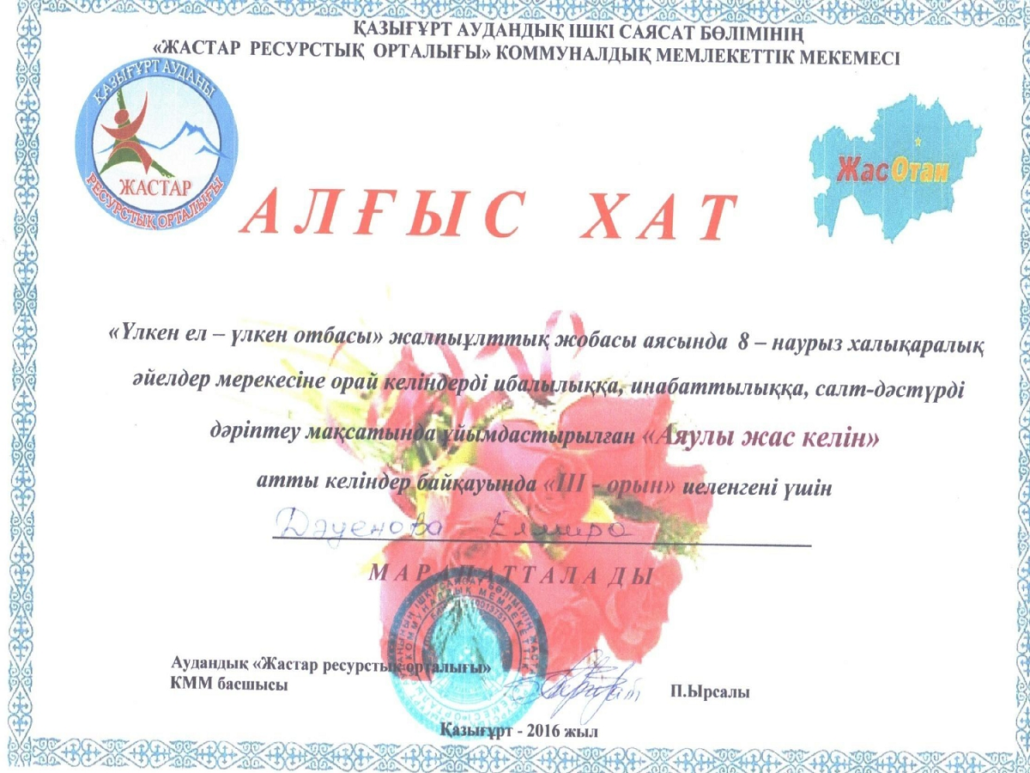 ҚАЗЫҒҰРТ АУДАНДЫҚ ІШКІ САЯСАТ БӨЛІМІНІҢ
«ЖАСТАР РЕСУРСТЫҚ ОРТАЛЫҒЫ» КОММУНАЛДЫҚ МЕМЛЕКЕТТІК МЕКЕМЕСІ
ҚАЗЫҒҰРТ АУДАНЫ
ЖАСТАР
РЕСУРСТЫҚ ОРТАЛЫҒЫ
ЖасОтан
АЛҒЫС ХАТ
«Үлкен ел – үлкен отбасы» жалпыұлттық жобасы аясында 8 – наурыз халықаралық
әйелдер мерекесіне орай келіндерді ибалылыққа, инабаттылыққа, салт-дәстүрді
дәріптеу мақсатында ұйымдастырылған «Аяулы жас келін»
атты келіндер байқауында «ІІІ - орын» иеленгені үшін
Дәуенова
МАРАПАТТАЛАДЫ
Аудандық «Жастар ресурстық орталығы»
КММ басшысы
П.Ырсалы
Қазығұрт - 2016 жыл